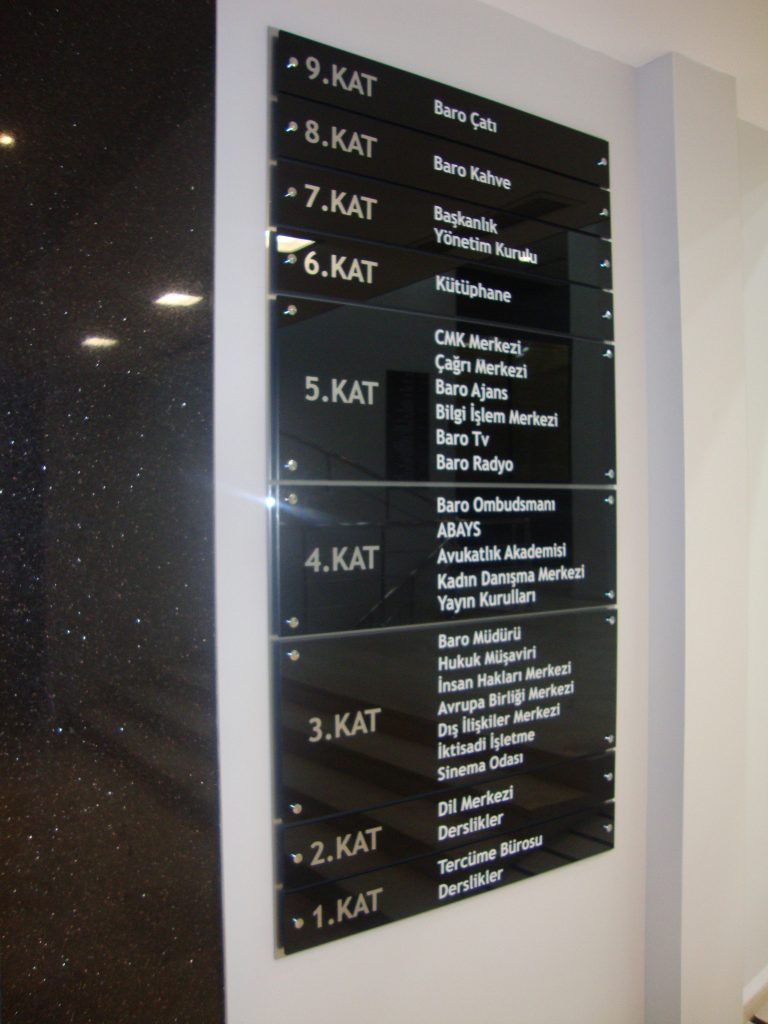 9.KAT
Baro Çatı
8.KAT
Baro Kahve
7.KAT
Başkanlık
Yönetim Kurulu
6.KAT
Kütüphane
5.KAT
CMK Merkezi
Çağrı Merkezi
Baro Ajans
Bilgi İşlem Merkezi
Baro Tv
Baro Radyo
4.KAT
Baro Ombudsmanı
ABAYS
Avukatlık Akademisi
Kadın Danışma Merkezi
Yayın Kurulları
3.KAT
Baro Müdürü
Hukuk Müşaviri
İnsan Hakları Merkezi
Avrupa Birliği Merkezi
Dış İlişkiler Merkezi
İktisadi İşletme
Sinema Odası
2.KAT
Dil Merkezi
Derslikler
1.KAT
Tercüme Bürosu
Derslikler